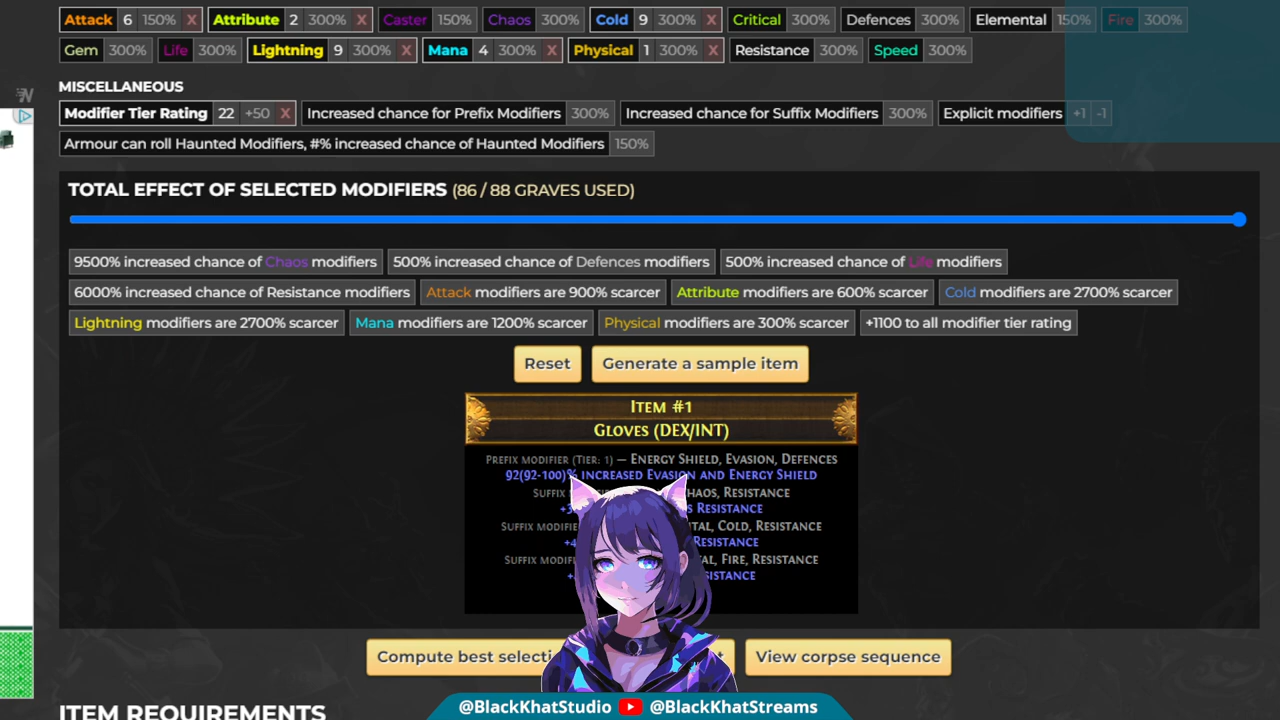 Attack 6 150% X Attribute 2 300% X Caster 150% Chaos 300% Cold 9 300% X Critical 300% Defences 300% Elemental 150% Fire 300%
Gem 300% Life 300% Lightning 9 300% X Mana 4 300% X Physical 1 300% X Resistance 300% Speed 300%
MISCELLANEOUS
Modifier Tier Rating 22 +50 X Increased chance for Prefix Modifiers 300% Increased chance for Suffix Modifiers 300% Explicit modifiers +1 -1
Armour can roll Haunted Modifiers, #% increased chance of Haunted Modifiers 150%
TOTAL EFFECT OF SELECTED MODIFIERS (86 / 88 GRAVES USED)
9500% increased chance of Chaos modifiers 500% increased chance of Defences modifiers 500% increased chance of Life modifiers
6000% increased chance of Resistance modifiers Attack modifiers are 900% scarcer Attribute modifiers are 600% scarcer Cold modifiers are 2700% scarcer
Lightning modifiers are 2700% scarcer Mana modifiers are 1200% scarcer Physical modifiers are 300% scarcer +1100 to all modifier tier rating
Reset Generate a sample item
ITEM #1
GLOVES (DEX/INT)
PREFIX MODIFIER (TIER: 1) — ENERGY SHIELD, EVASION, DEFENCES
92(92-100)% INCREASED EVASION AND ENERGY SHIELD
SUFFIX RESISTANCE
RESISTANCE
SUFFIX COLD, RESISTANCE
RESISTANCE
SUFFIX FIRE, RESISTANCE
Compute best View corpse sequence
ITEM REQUIREMENTS
@BlackKhatStudio @BlackKhatStreams